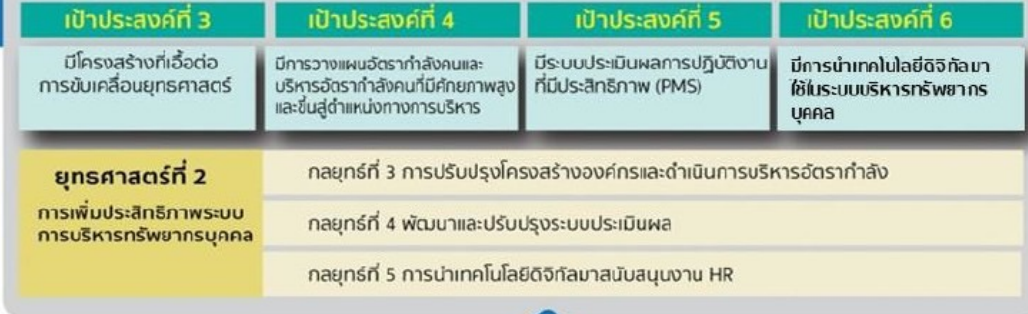 เป้าประสงค์ที่ 3
มีโครงสร้างที่เอื้อต่อ
การขับเคลื่อนยุทธศาสตร์
เป้าประสงค์ที่ 4
มีการวางแผนอัตรากำลังคนและ
บริหารอัตรากำลังคนที่มีศักยภาพสูง
และขึ้นสู่ตำแหน่งทางการบริหาร
เป้าประสงค์ที่ 5
มีระบบประเมินผลการปฏิบัติงาน
ที่มีประสิทธิภาพ (PMS)
เป้าประสงค์ที่ 6
มีการนำเทคโนโลยีดิจิทัลมา
ใช้ในระบบบริหารทรัพยากร
บุคคล
ยุทธศาสตร์ที่ 2
การเพิ่มประสิทธิภาพระบบ
การบริหารทรัพยากรบุคคล
กลยุทธ์ที่ 3 การปรับปรุงโครงสร้างองค์กรและดำเนินการบริหารอัตรากำลัง
กลยุทธ์ที่ 4 พัฒนาและปรับปรุงระบบประเมินผล
กลยุทธ์ที่ 5 การนำเทคโนโลยีดิจิทัลมาสนับสนุนงาน HR